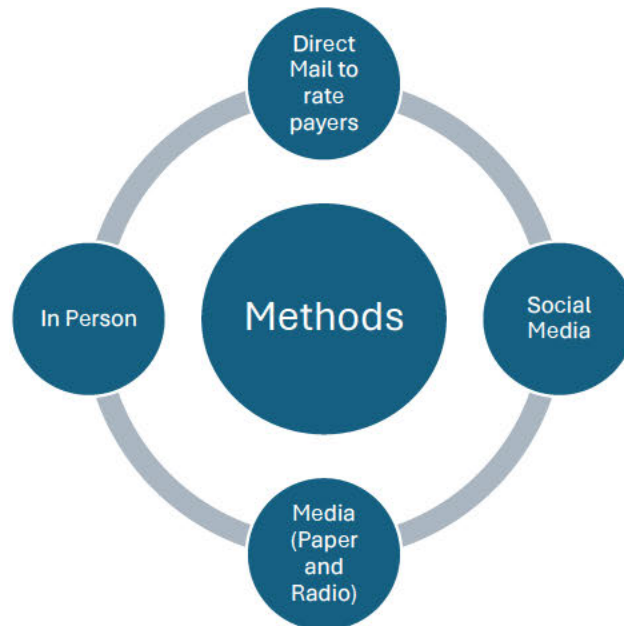 Direct
Mail to
rate
payers
In Person
Methods
Social
Media
Media
(Paper
and
Radio)